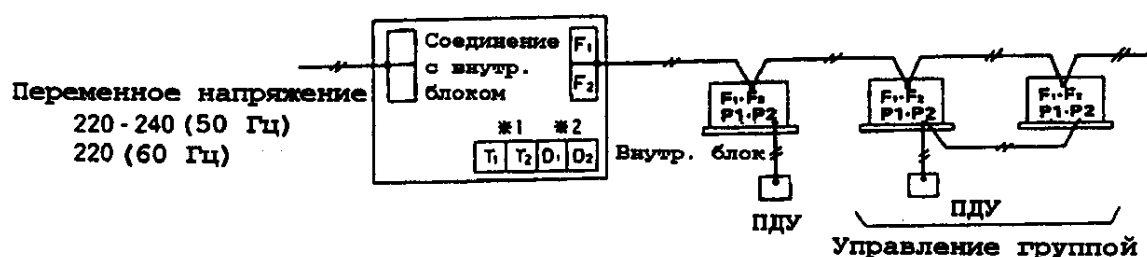 Соединение
с внутр.
блоком
F₁
F₂
Переменное напряжение
220-240 (50 Гц)
220 (60 Гц)
※1 ※2
T₁ T₂ D₁ D₂
Внутр. блок
F₁·F₂
P1·P2
F₁·F₂
P1·P2
F₁·F₂
P1·P2
ПДУ
ПДУ
Управление группой